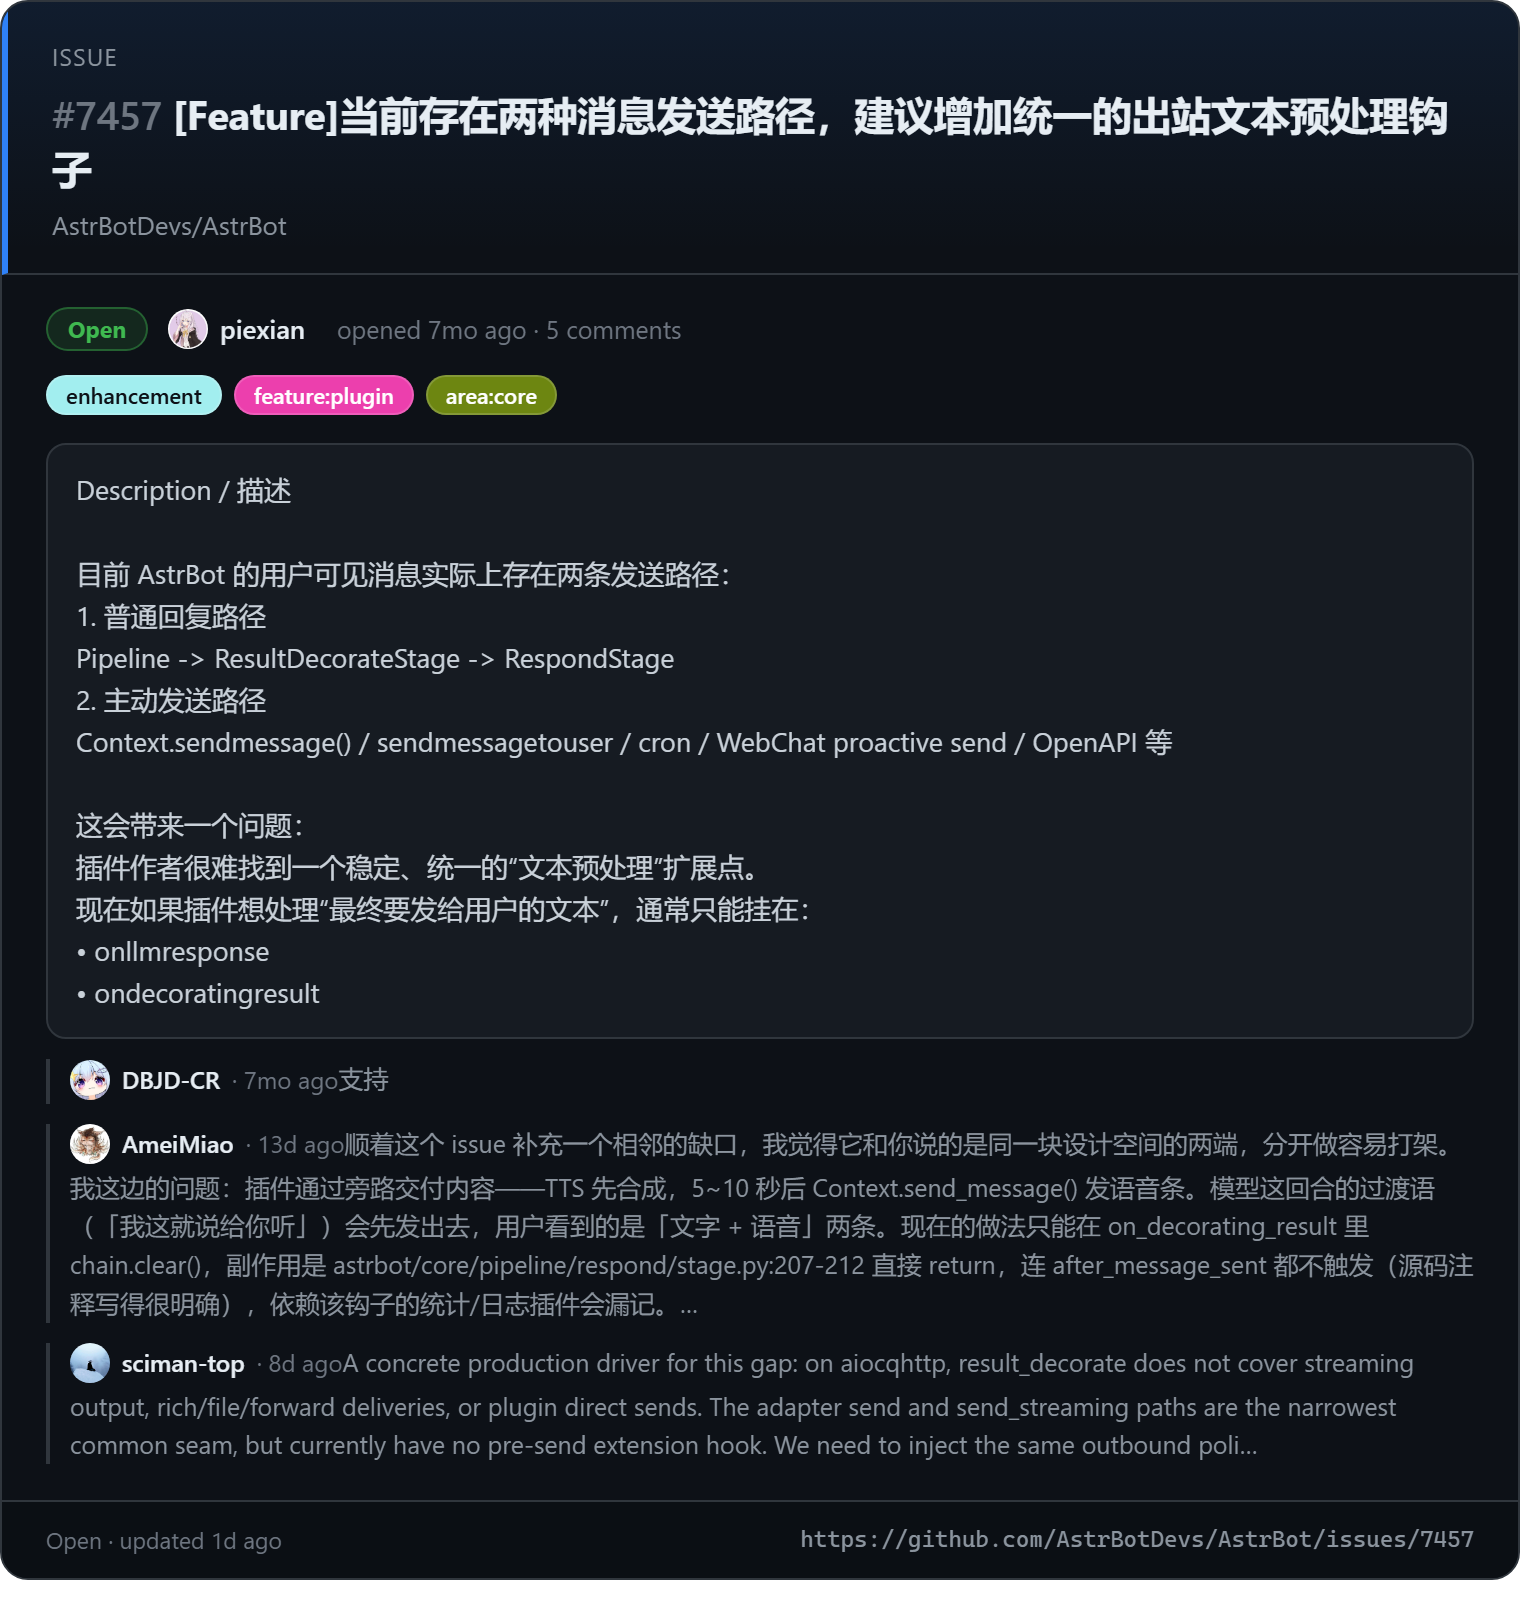 ISSUE
#7457 [Feature]当前存在两种消息发送路径，建议增加统一的出站文本预处理钩
子
AstrBotDevs/AstrBot
Open piexian opened 7mo ago · 5 comments
enhancement feature:plugin area:core
Description / 描述
目前 AstrBot 的用户可见消息实际上存在两条发送路径：
1. 普通回复路径
Pipeline -> ResultDecorateStage -> RespondStage
2. 主动发送路径
Context.sendmessage() / sendmessagetouser / cron / WebChat proactive send / OpenAPI 等
这会带来一个问题：
插件作者很难找到一个稳定、统一的“文本预处理”扩展点。
现在如果插件想处理“最终要发给用户的文本”，通常只能挂在：
• onllmresponse
• ondecoratingresult
DBJD-CR · 7mo ago支持
AmeiMiao · 13d ago顺着这个 issue 补充一个相邻的缺口，我觉得它和你说的是同一块设计空间的两端，分开做容易打架。
我这边的问题：插件通过旁路交付内容——TTS 先合成，5~10 秒后 Context.send_message() 发语音条。模型这回合的过渡语
（「我这就说给你听」）会先发出去，用户看到的是「文字 + 语音」两条。现在的做法只能在 on_decorating_result 里
chain.clear()，副作用是 astrbot/core/pipeline/respond/stage.py:207-212 直接 return，连 after_message_sent 都不触发（源码注
释写得很明确），依赖该钩子的统计/日志插件会漏记。...
sciman-top · 8d agoA concrete production driver for this gap: on aiocqhttp, result_decorate does not cover streaming
output, rich/file/forward deliveries, or plugin direct sends. The adapter send and send_streaming paths are the narrowest
common seam, but currently have no pre-send extension hook. We need to inject the same outbound poli...
Open · updated 1d ago https://github.com/AstrBotDevs/AstrBot/issues/7457